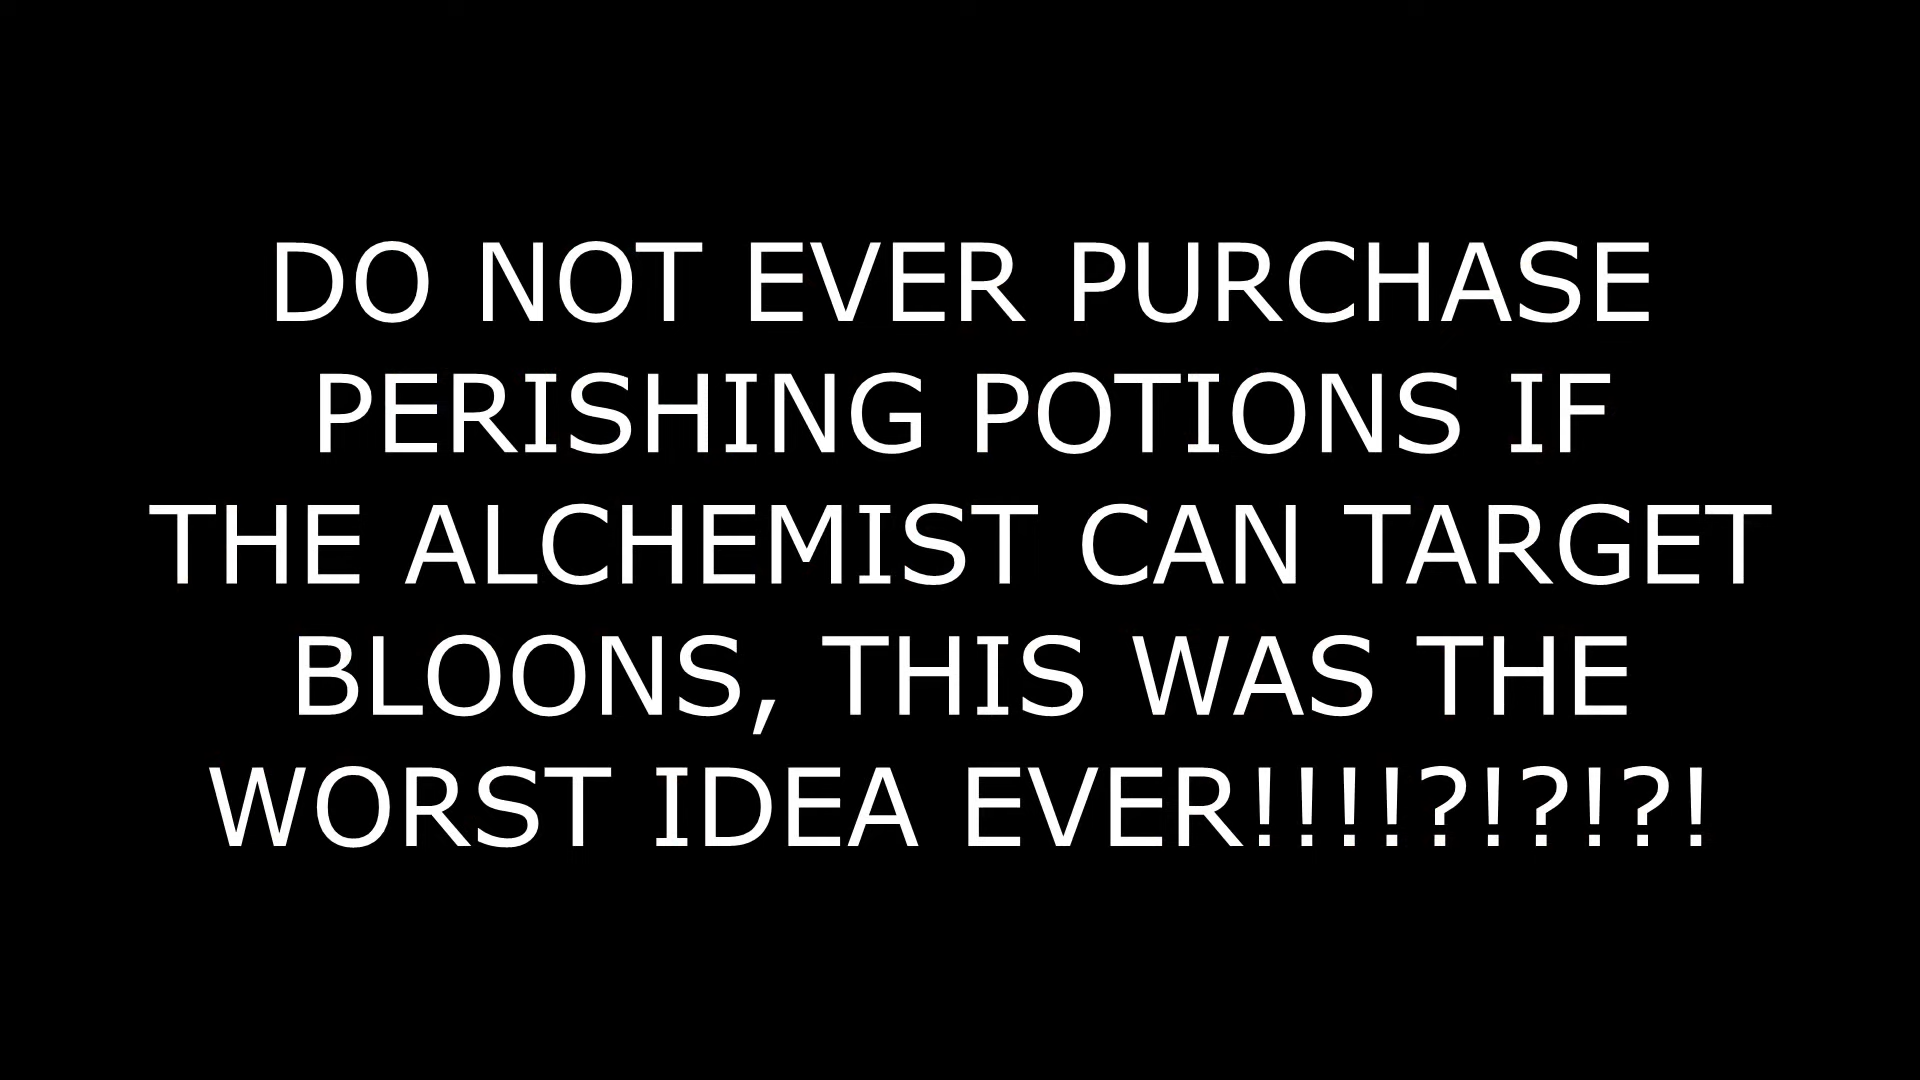 DO NOT EVER PURCHASE
PERISHING POTIONS IF
THE ALCHEMIST CAN TARGET
BLOONS, THIS WAS THE
WORST IDEA EVER!!!!?!?!?!